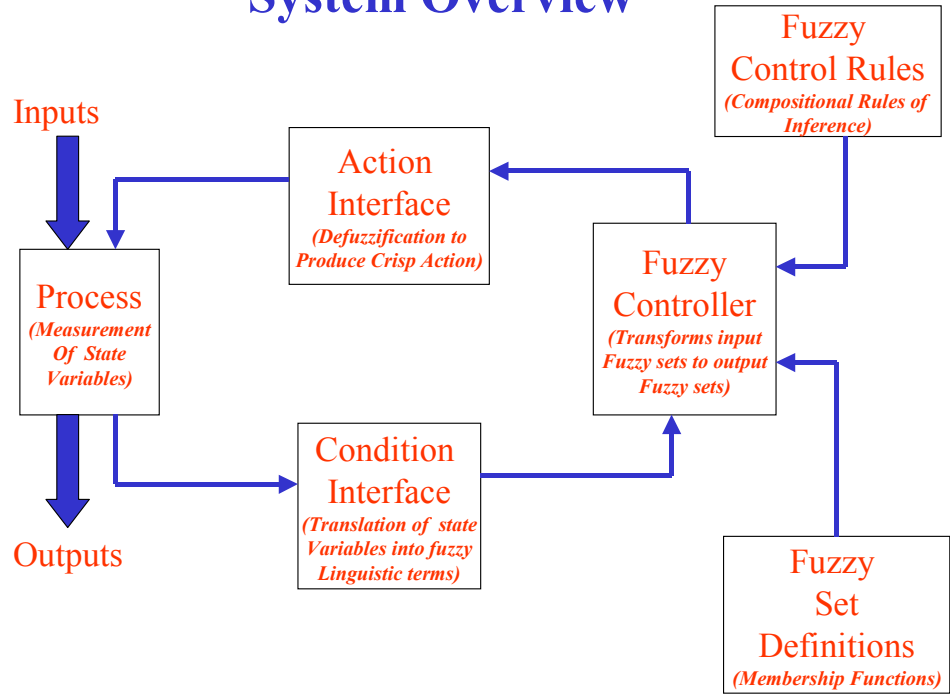 System Overview
Fuzzy
Control Rules
(Compositional Rules of
Inference)
Inputs
Action
Interface
(Defuzzification to
Produce Crisp Action)
Process
(Measurement
Of State
Variables)
Fuzzy
Controller
(Transforms input
Fuzzy sets to output
Fuzzy sets)
Condition
Interface
(Translation of state
Variables into fuzzy
Linguistic terms)
Outputs
Fuzzy
Set
Definitions
(Membership Functions)